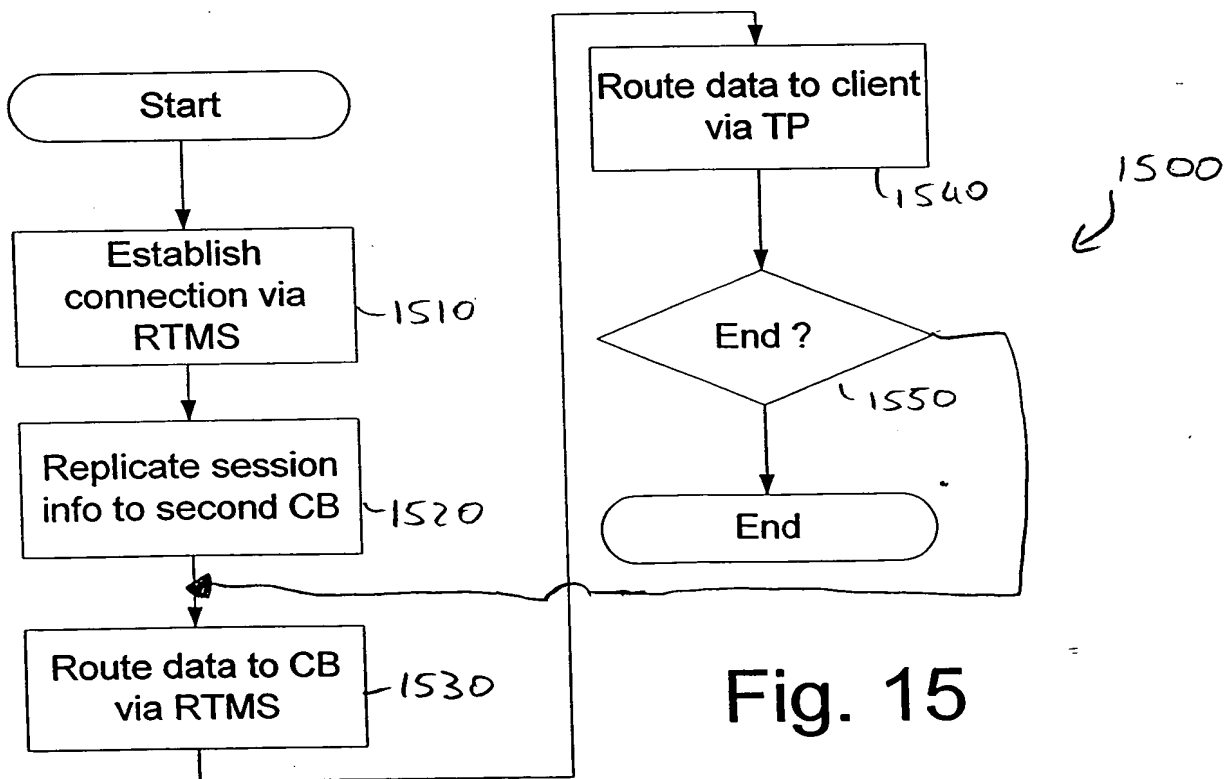 Start
Establish
connection via
RTMS
1510
Replicate session
info to second CB
1520
Route data to CB
via RTMS
1530
Route data to client
via TP
1540
End ?
1550
End
1500
Fig. 15